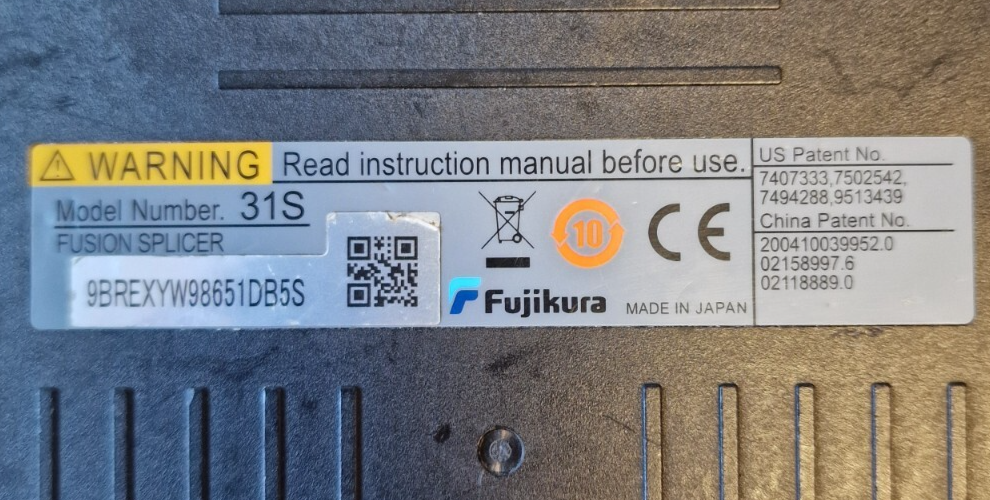 WARNING Read instruction manual before use.
Model Number. 31S
FUSION SPLICER
9BREXYW98651DB5S
10
CE
Fujikura
MADE IN JAPAN
US Patent No.
7407333,7502542,
7494288,9513439
China Patent No.
200410039952.0
02158997.6
02118889.0